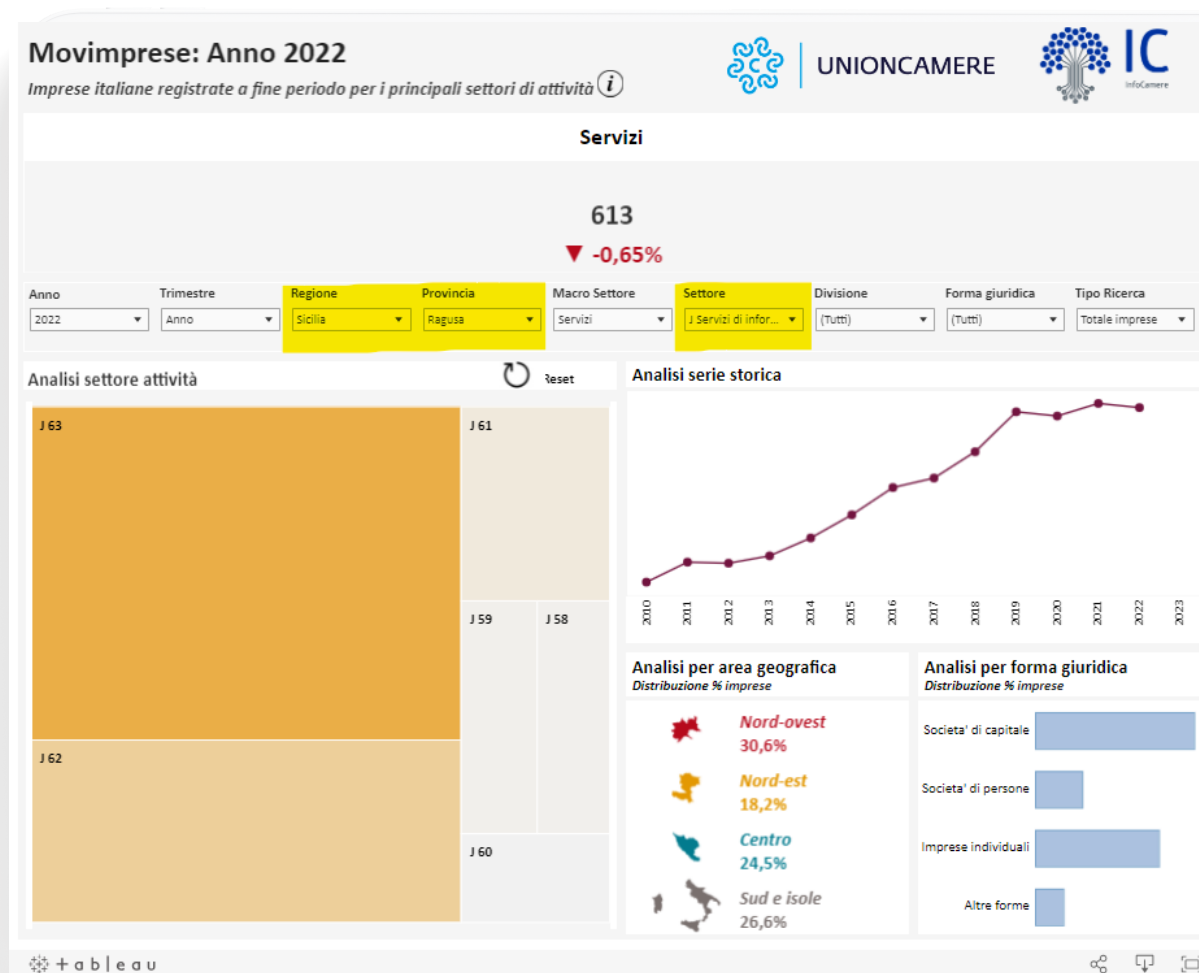 Movimprese: Anno 2022
Imprese italiane registrate a fine periodo per i principali settori di attività i
UNIONCAMERE
IC
InfoCamere
Servizi
613
▼ -0,65%
Anno Trimestre Regione Provincia Macro Settore Settore Divisione Forma giuridica Tipo Ricerca
2022 Anno Sicilia Ragusa Servizi J Servizi di infor... (Tutti) (Tutti) Totale imprese
Analisi settore attività
Reset
J 63
J 61
J 59
J 58
J 62
J 60
Analisi serie storica
2010 2011 2012 2013 2014 2015 2016 2017 2018 2019 2020 2021 2022 2023
Analisi per area geografica
Distribuzione % imprese
Nord-ovest
30,6%
Nord-est
18,2%
Centro
24,5%
Sud e isole
26,6%
Analisi per forma giuridica
Distribuzione % imprese
Societa' di capitale
Societa' di persone
Imprese individuali
Altre forme
+ a b | e a u